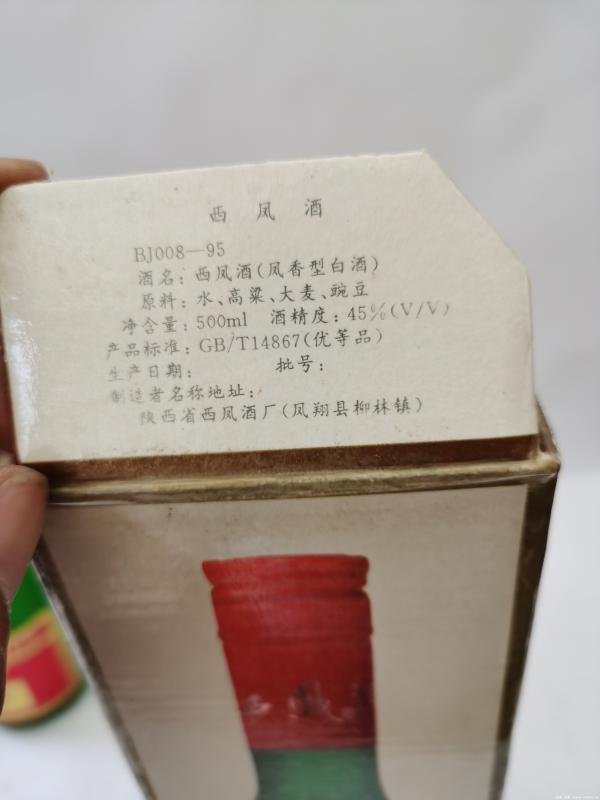 西 凤 酒
BJ008—95
酒名：西凤酒(凤香型白酒)
原料：水、高粱、大麦、豌豆
净含量：500ml 酒精度：45%(V/V)
产品标准：GB/T14867(优等品)
生产日期： 批号：
制造者名称地址：
陕西省西凤酒厂(凤翔县柳林镇)